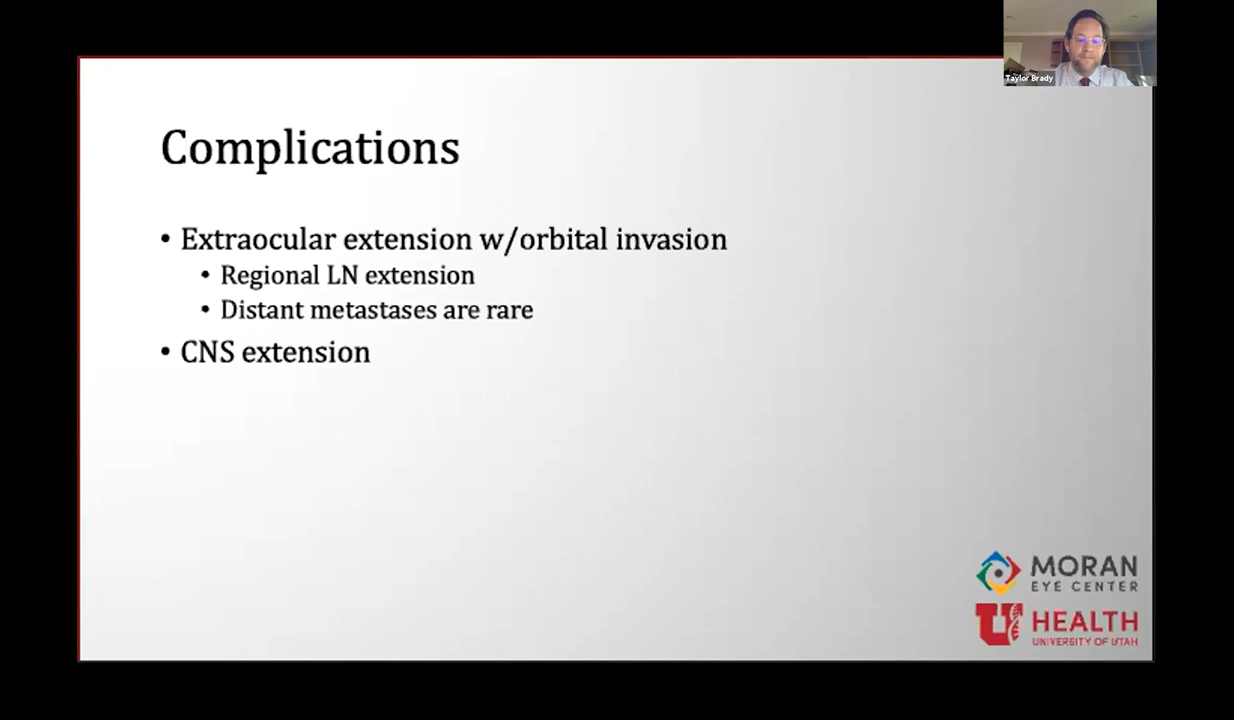 Taylor Brady
Complications
• Extraocular extension w/orbital invasion
• Regional LN extension
• Distant metastases are rare
• CNS extension
MORAN
EYE CENTER
U HEALTH
UNIVERSITY OF UTAH